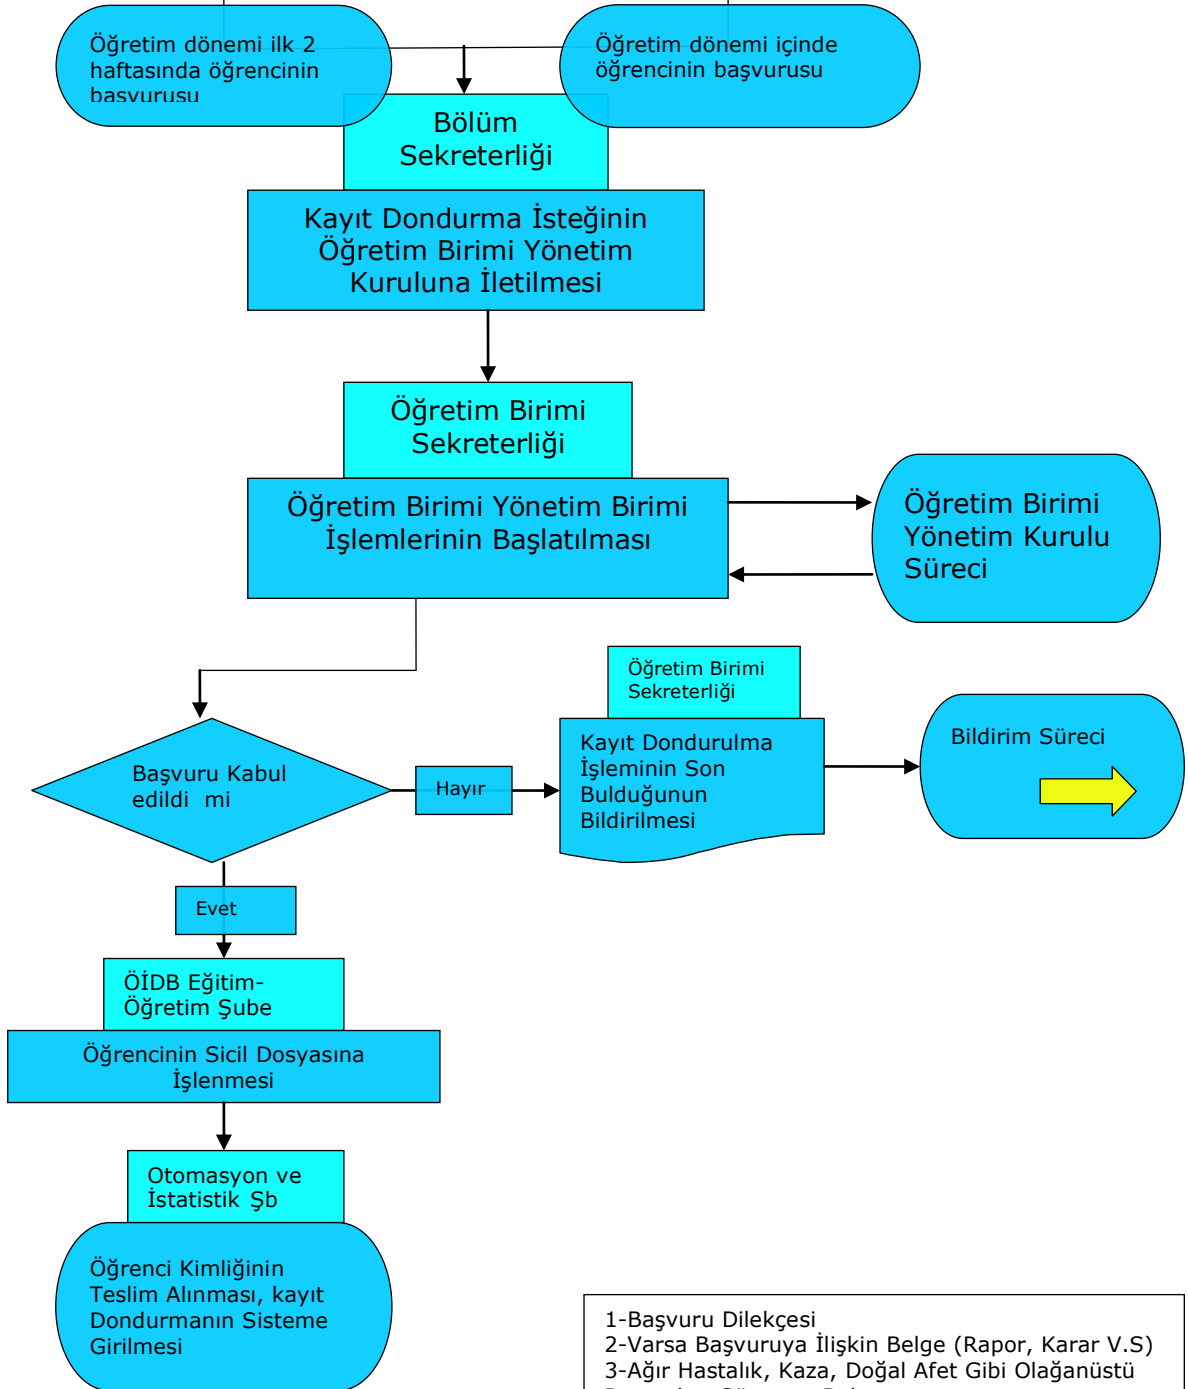 Öğretim dönemi ilk 2
haftasında öğrencinin
başvurusu
Öğretim dönemi içinde
öğrencinin başvurusu
Bölüm
Sekreterliği
Kayıt Dondurma İsteğinin
Öğretim Birimi Yönetim
Kuruluna İletilmesi
Öğretim Birimi
Sekreterliği
Öğretim Birimi Yönetim Birimi
İşlemlerinin Başlatılması
Öğretim Birimi
Yönetim Kurulu
Süreci
Öğretim Birimi
Sekreterliği
Kayıt Dondurulma
İşleminin Son
Bulduğunun
Bildirilmesi
Bildirim Süreci
Başvuru Kabul
edildi mi
Hayır
Evet
ÖİDB Eğitim-
Öğretim Şube
Öğrencinin Sicil Dosyasına
İşlenmesi
Otomasyon ve
İstatistik Şb
Öğrenci Kimliğinin
Teslim Alınması, kayıt
Dondurmanın Sisteme
Girilmesi
1-Başvuru Dilekçesi
2-Varsa Başvuruya İlişkin Belge (Rapor, Karar V.S)
3-Ağır Hastalık, Kaza, Doğal Afet Gibi Olağanüstü